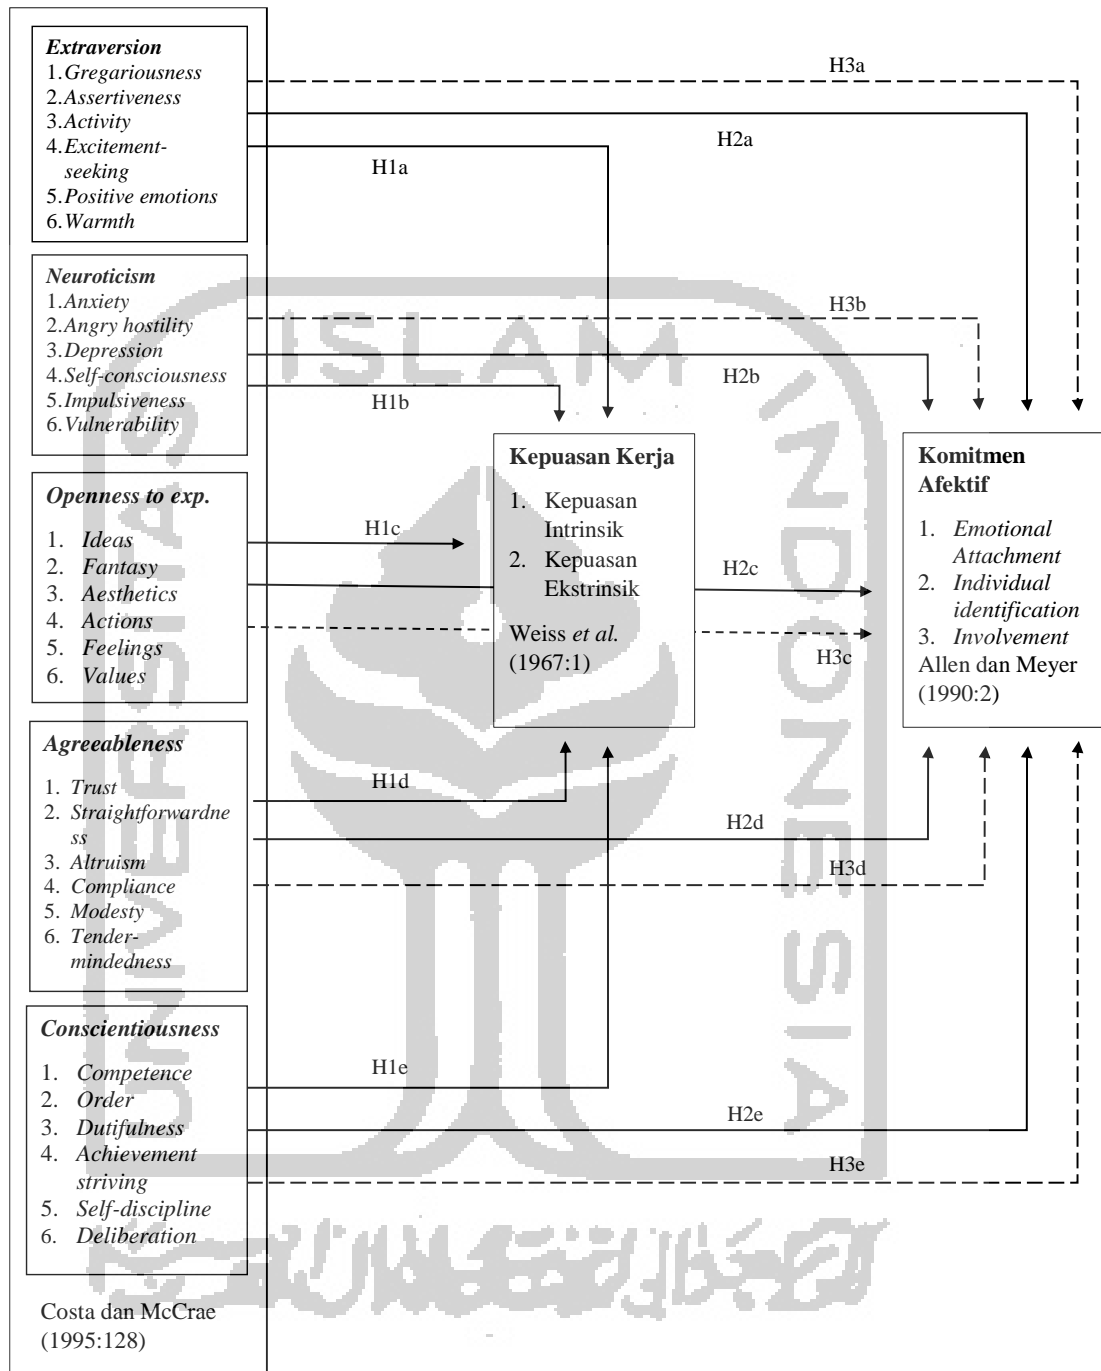 Extraversion
1.Gregariousness
2.Assertiveness
3.Activity
4.Excitement-
seeking
5.Positive emotions
6.Warmth
H3a
H2a
H1a
Neuroticism
1.Anxiety
2.Angry hostility
3.Depression
4.Self-consciousness
5.Impulsiveness
6.Vulnerability
H3b
H2b
H1b
Openness to exp.
1. Ideas
2. Fantasy
3. Aesthetics
4. Actions
5. Feelings
6. Values
H1c
Kepuasan Kerja
1. Kepuasan
Intrinsik
2. Kepuasan
Ekstrinsik
Weiss et al.
(1967:1)
H2c
H3c
Komitmen
Afektif
1. Emotional
Attachment
2. Individual
identification
3. Involvement
Allen dan Meyer
(1990:2)
Agreeableness
1. Trust
2. Straightforwardne
ss
3. Altruism
4. Compliance
5. Modesty
6. Tender-
mindedness
H1d
H2d
H3d
Conscientiousness
1. Competence
2. Order
3. Dutifulness
4. Achievement
striving
5. Self-discipline
6. Deliberation
H1e
H2e
H3e
Costa dan McCrae
(1995:128)
UNIVERSITAS
ISLAM
INDONESIA